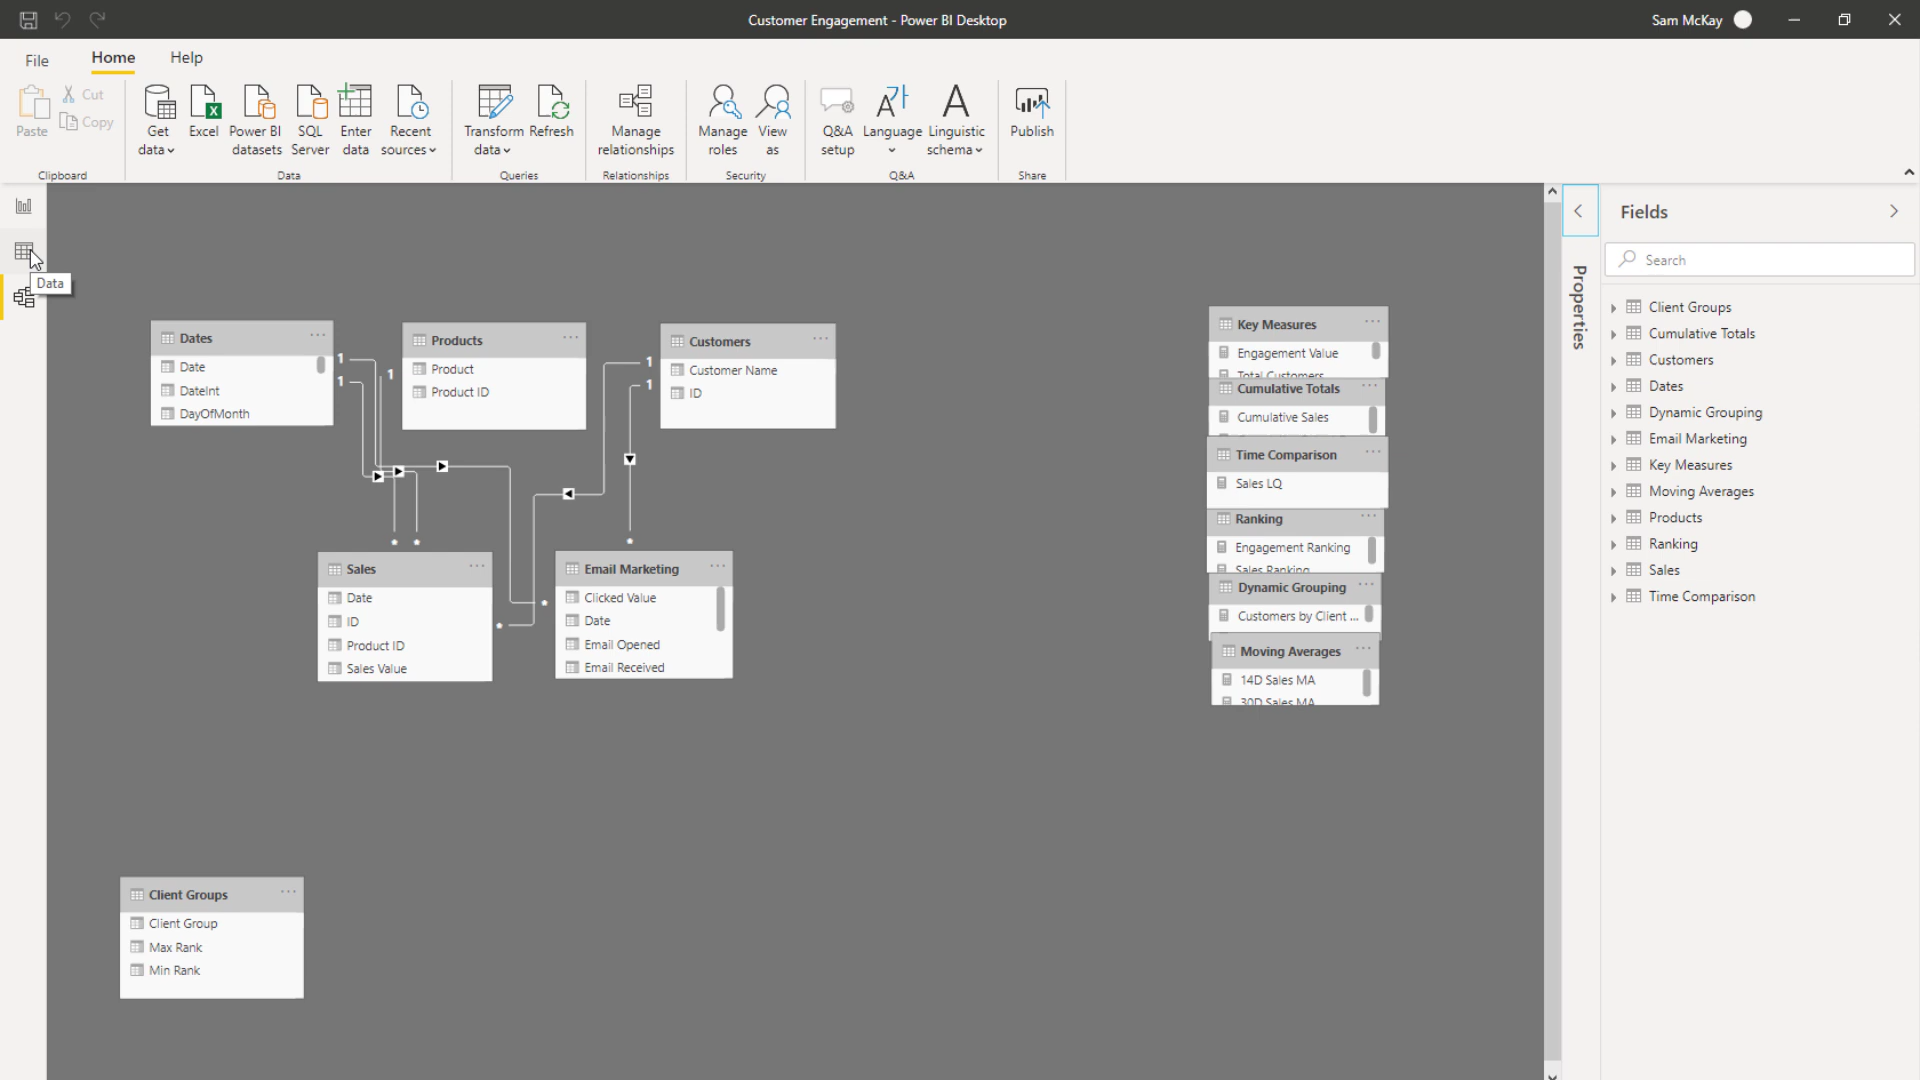 Customer Engagement - Power BI Desktop
Sam McKay
File
Home
Help
Paste
Cut
Copy
Clipboard
Get data
Excel
Power BI datasets
SQL Server
Enter data
Recent sources
Data
Transform data
Refresh
Queries
Manage relationships
Relationships
Manage roles
View as
Security
Q&A setup
Language
Linguistic schema
Q&A
Publish
Share
Data
Dates
Date
DateInt
DayOfMonth
1
1
1
Products
Product
Product ID
Customers
Customer Name
ID
1
1
*
*
*
*
*
Sales
Date
ID
Product ID
Sales Value
Email Marketing
Clicked Value
Date
Email Opened
Email Received
Client Groups
Client Group
Max Rank
Min Rank
Key Measures
Engagement Value
Total Customers
Cumulative Totals
Cumulative Sales
Time Comparison
Sales LQ
Ranking
Engagement Ranking
Sales Ranking
Dynamic Grouping
Customers by Client ...
Moving Averages
14D Sales MA
30D Sales MA
Properties
Fields
Search
Client Groups
Cumulative Totals
Customers
Dates
Dynamic Grouping
Email Marketing
Key Measures
Moving Averages
Products
Ranking
Sales
Time Comparison